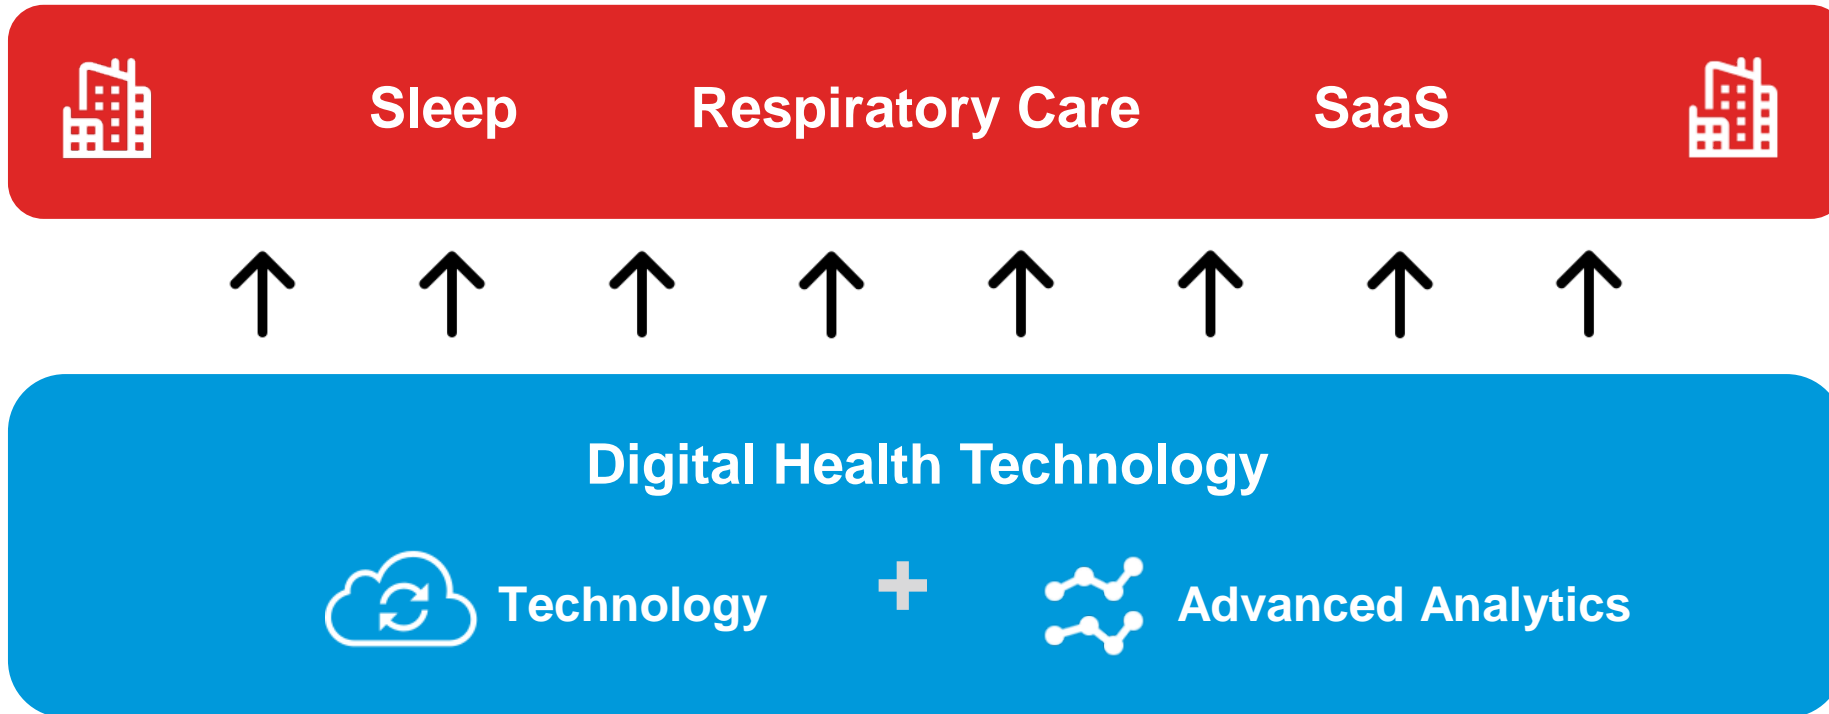 Sleep Respiratory Care SaaS
Digital Health Technology
Technology + Advanced Analytics